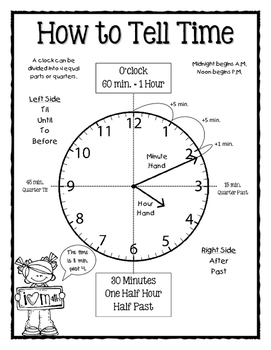 How to Tell Time
A clock can be
divided into 4 equal
parts or quarters.
Midnight begins A.M.
Noon begins P.M.
O'clock
60 min. = 1 Hour
Left Side
Til
Until
To
Before
+5 min.
+5 min.
+1 min.
12
1
2
3
4
5
6
7
8
9
10
11
Minute
Hand
Hour
Hand
45 min.
Quarter Til
15 min.
Quarter Past
Right Side
After
Past
The time
is 11 min.
past 4.
i ♥ math
30 Minutes
One Half Hour
Half Past